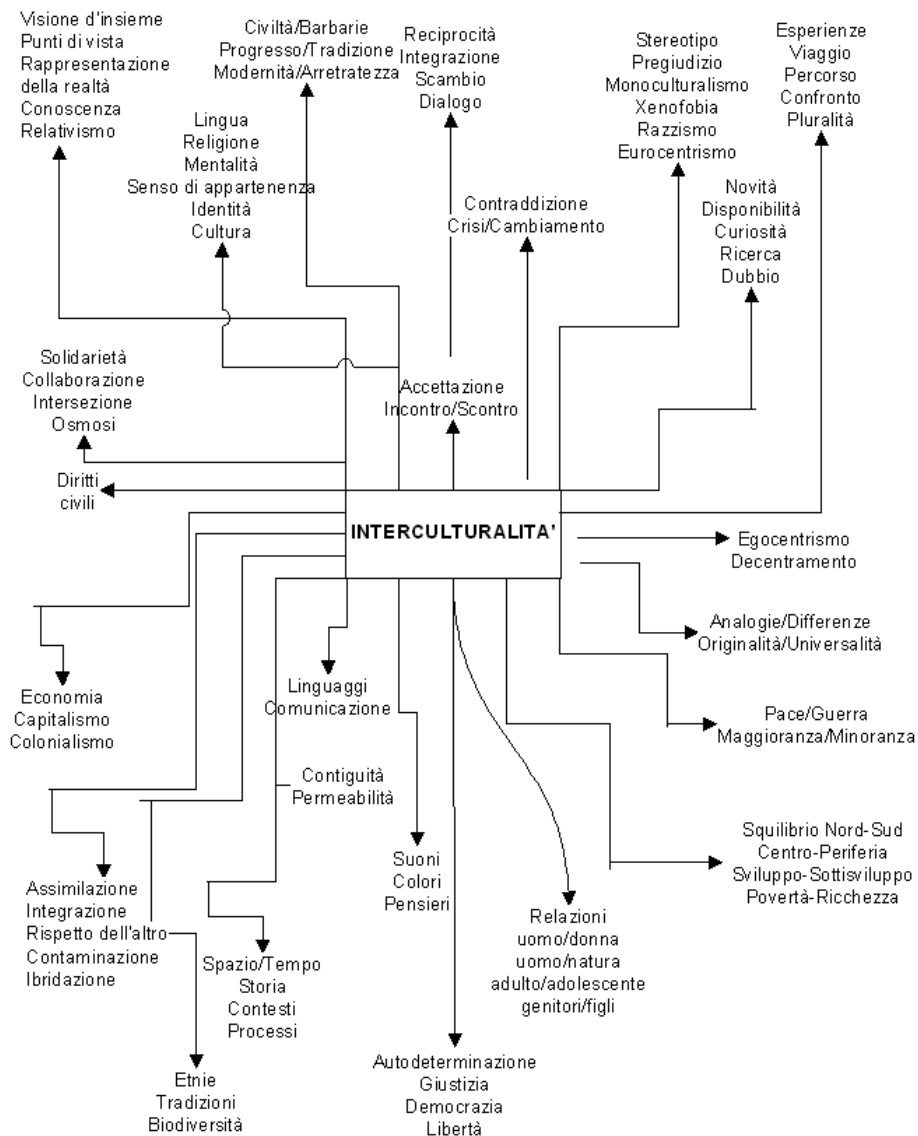 Visione d'insieme
Punti di vista
Rappresentazione
della realtà
Conoscenza
Relativismo
Civiltà/Barbarie
Progresso/Tradizione
Modernità/Arretratezza
Reciprocità
Integrazione
Scambio
Dialogo
Stereotipo
Pregiudizio
Monoculturalismo
Xenofobia
Razzismo
Eurocentrismo
Esperienze
Viaggio
Percorso
Confronto
Pluralità
Lingua
Religione
Mentalità
Senso di appartenenza
Identità
Cultura
Contraddizione
Crisi/Cambiamento
Novità
Disponibilità
Curiosità
Ricerca
Dubbio
Solidarietà
Collaborazione
Intersezione
Osmosi
Accettazione
Incontro/Scontro
Diritti
civili
INTERCULTURALITA'
Egocentrismo
Decentramento
Analogie/Differenze
Originalità/Universalità
Economia
Capitalismo
Colonialismo
Linguaggi
Comunicazione
Pace/Guerra
Maggioranza/Minoranza
Contiguità
Permeabilità
Suoni
Colori
Pensieri
Squilibrio Nord-Sud
Centro-Periferia
Sviluppo-Sottisviluppo
Povertà-Ricchezza
Assimilazione
Integrazione
Rispetto dell'altro
Contaminazione
Ibridazione
Spazio/Tempo
Storia
Contesti
Processi
Relazioni
uomo/donna
uomo/natura
adulto/adolescente
genitori/figli
Etnie
Tradizioni
Biodiversità
Autodeterminazione
Giustizia
Democrazia
Libertà